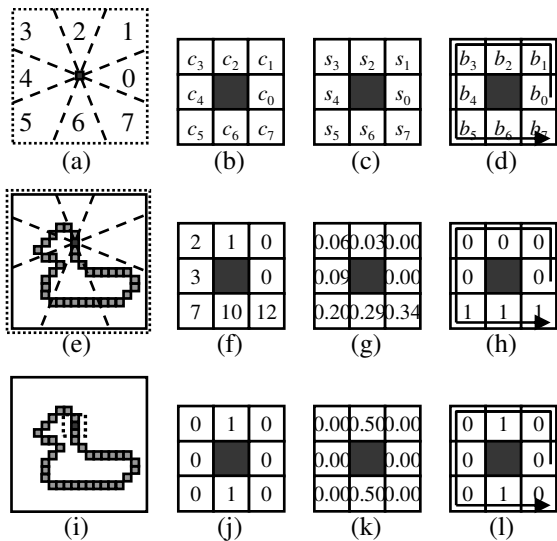 3 2 1
4 0
5 6 7
(a)
c3 c2 c1
c4 c0
c5 c6 c7
(b)
s3 s2 s1
s4 s0
s5 s6 s7
(c)
b3 b2 b1
b4 b0
b5 b6 b7
(d)
(e)
2 1 0
3 0
7 10 12
(f)
0.06 0.03 0.00
0.09 0.00
0.20 0.29 0.34
(g)
0 0 0
0 0
1 1 1
(h)
(i)
0 1 0
0 0
0 1 0
(j)
0.00 0.50 0.00
0.00 0.00
0.00 0.50 0.00
(k)
0 1 0
0 0
0 1 0
(l)